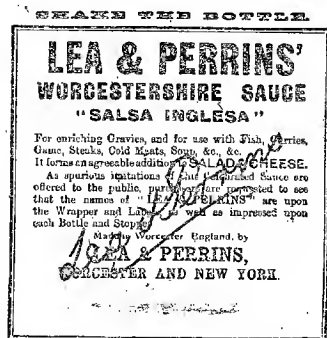 SHAKE THE BOTTLE
LEA & PERRINS'
WORCESTERSHIRE SAUCE
"SALSA INGLESA"
For enriching Gravies, and for use with Fish, Curries,
Game, Steaks, Cold Meats, Soup, &c., &c.
It forms an agreeable addition to SALAD & CHEESE.
As spurious imitations of this Celebrated Sauce are
offered to the public, purchasers are requested to see
that the names of "LEA & PERRINS" are upon
the Wrapper and Label, as well as impressed upon
each Bottle and Stopper.
Made in Worcester, England, by
LEA & PERRINS,
WORCESTER AND NEW YORK.
Lea & Perrins